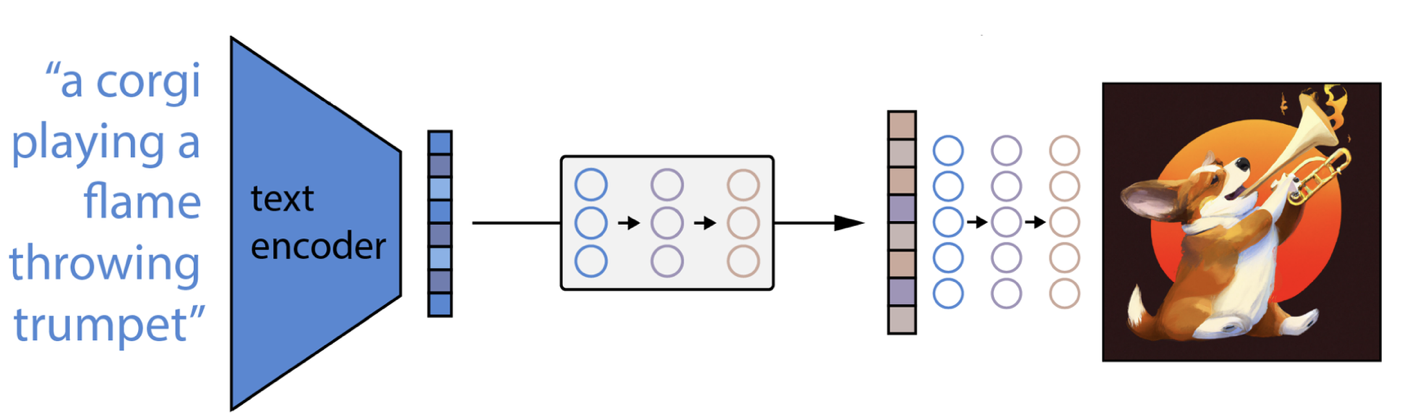 “a corgi
playing a
flame
throwing
trumpet”
text
encoder